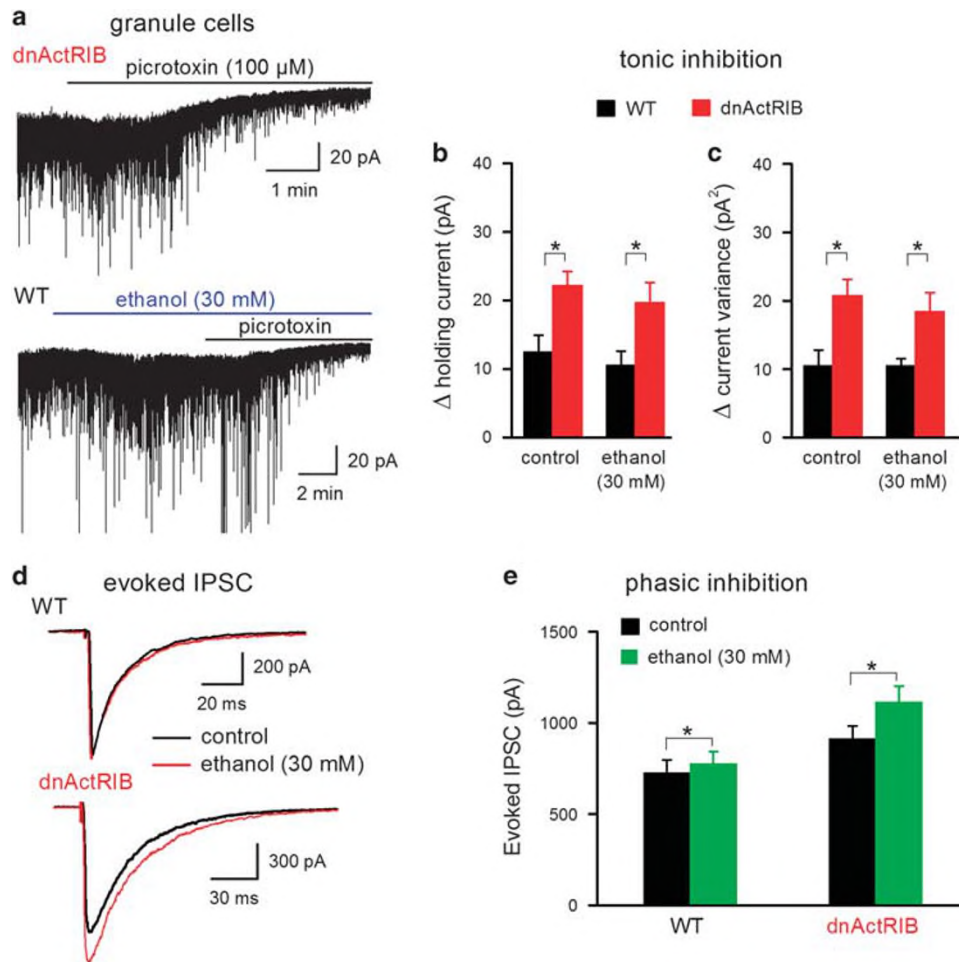 a
granule cells
dnActRIB
picrotoxin (100 µM)
20 pA
1 min
WT
ethanol (30 mM)
picrotoxin
20 pA
2 min
tonic inhibition
WT
dnActRIB
b
Δ holding current (pA)
40
30
20
10
0
*
*
control
ethanol
(30 mM)
c
Δ current variance (pA²)
40
30
20
10
0
*
*
control
ethanol
(30 mM)
d
evoked IPSC
WT
200 pA
20 ms
control
ethanol (30 mM)
dnActRIB
300 pA
30 ms
e
phasic inhibition
control
ethanol (30 mM)
Evoked IPSC (pA)
1500
1000
500
0
*
*
WT
dnActRIB